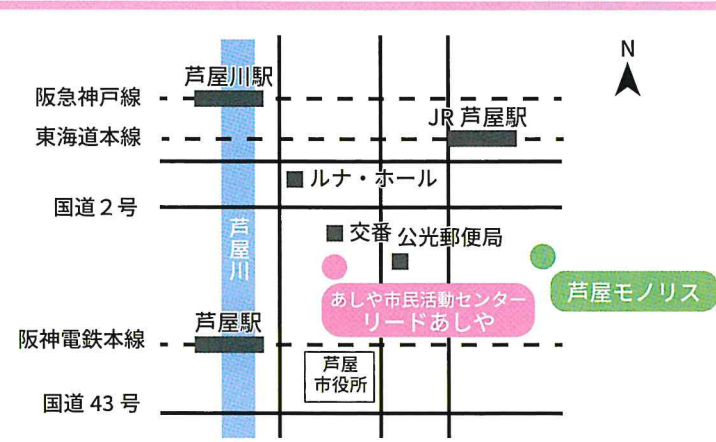 N
芦屋川駅
阪急神戸線
JR 芦屋駅
東海道本線
ルナ・ホール
国道2号
芦屋川
交番
公光郵便局
あしや市民活動センター
リードあしや
芦屋モノリス
芦屋駅
阪神電鉄本線
芦屋
市役所
国道 43 号